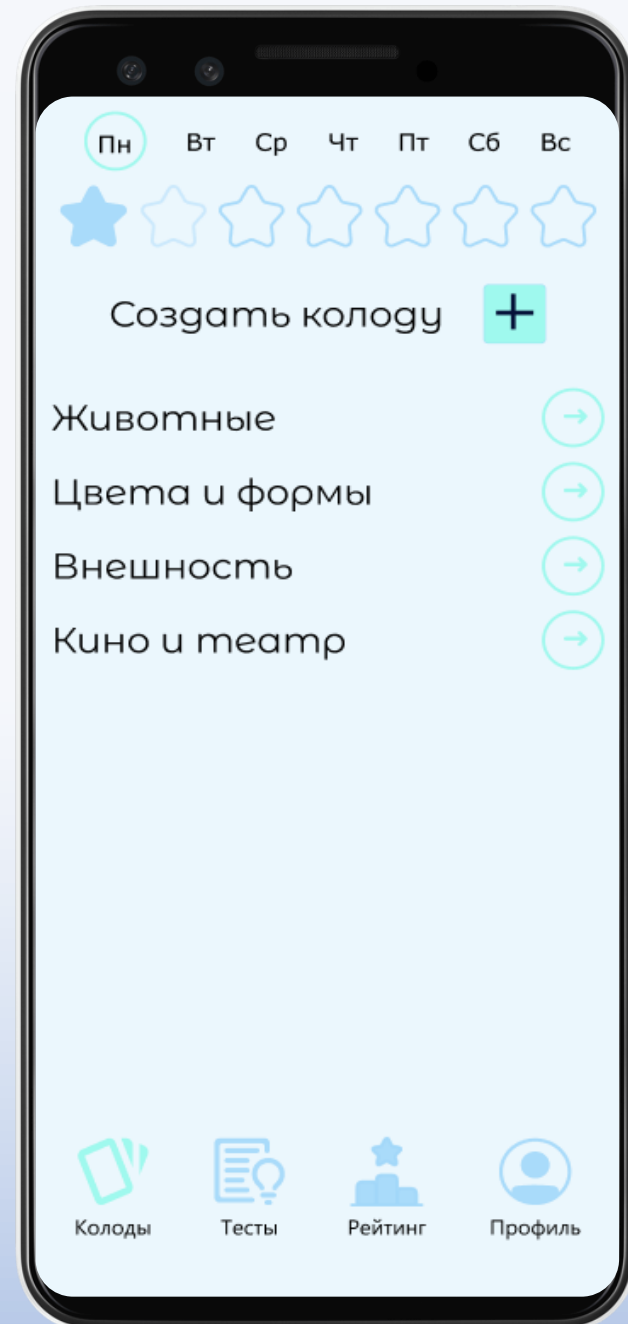 Пн Вт Ср Чт Пт Сб Вс
Создать колоду +
Животные
Цвета и формы
Внешность
Кино и театр
Колоды Тесты Рейтинг Профиль